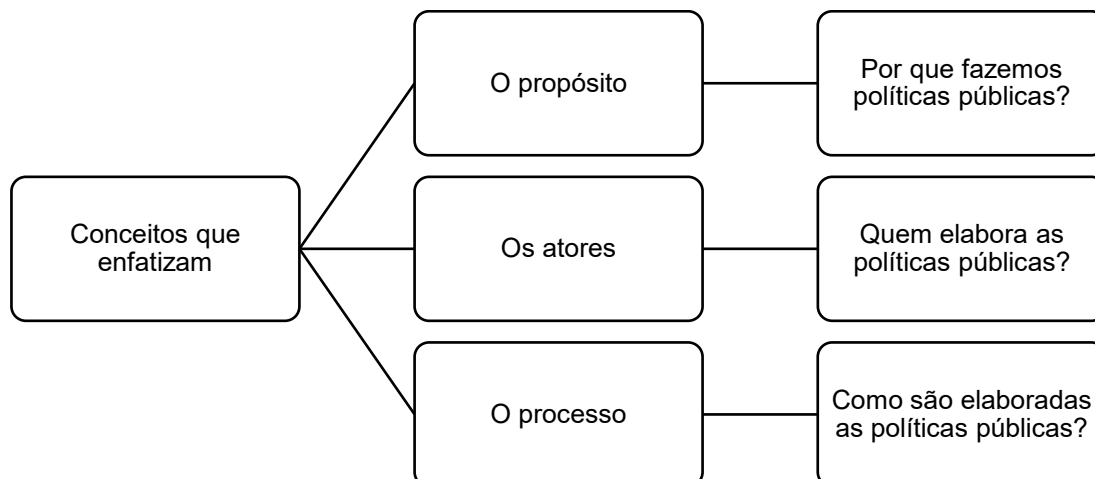 O propósito
Por que fazemos
políticas públicas?
Conceitos que
enfatizam
Os atores
Quem elabora as
políticas públicas?
O processo
Como são elaboradas
as políticas públicas?